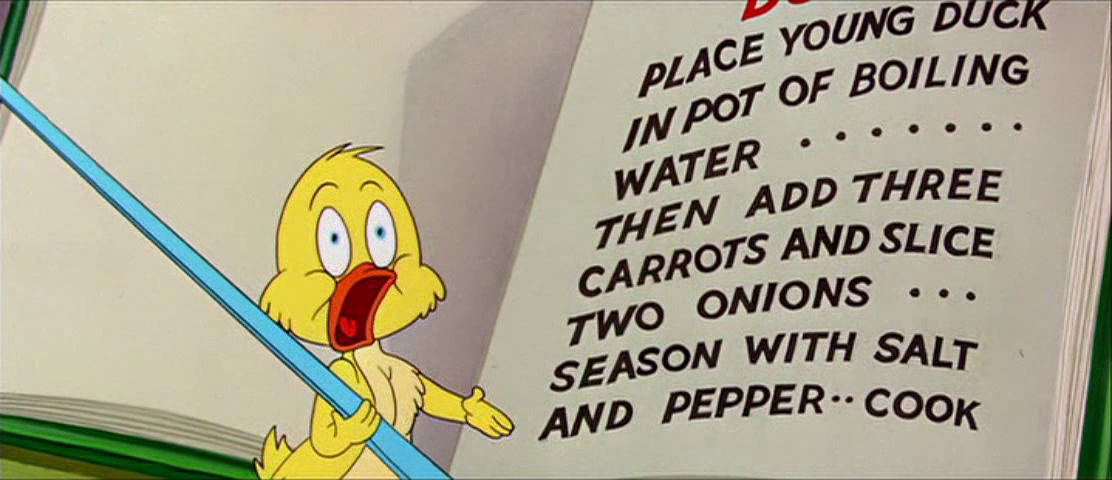 PLACE YOUNG DUCK
IN POT OF BOILING
WATER . . . . . . .
THEN ADD THREE
CARROTS AND SLICE
TWO ONIONS ...
SEASON WITH SALT
AND PEPPER.. COOK